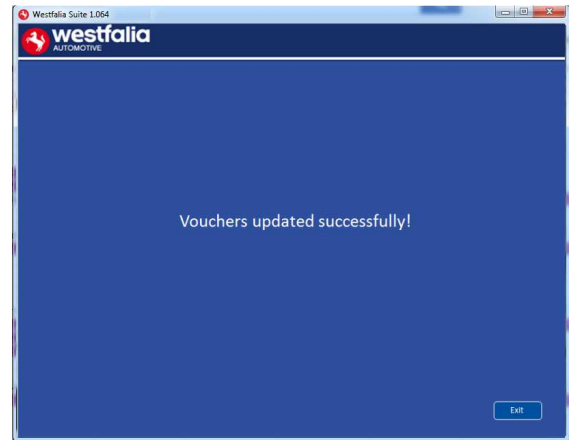 Westfalia Suite 1.064
westfalia
AUTOMOTIVE
Vouchers updated successfully!
Exit